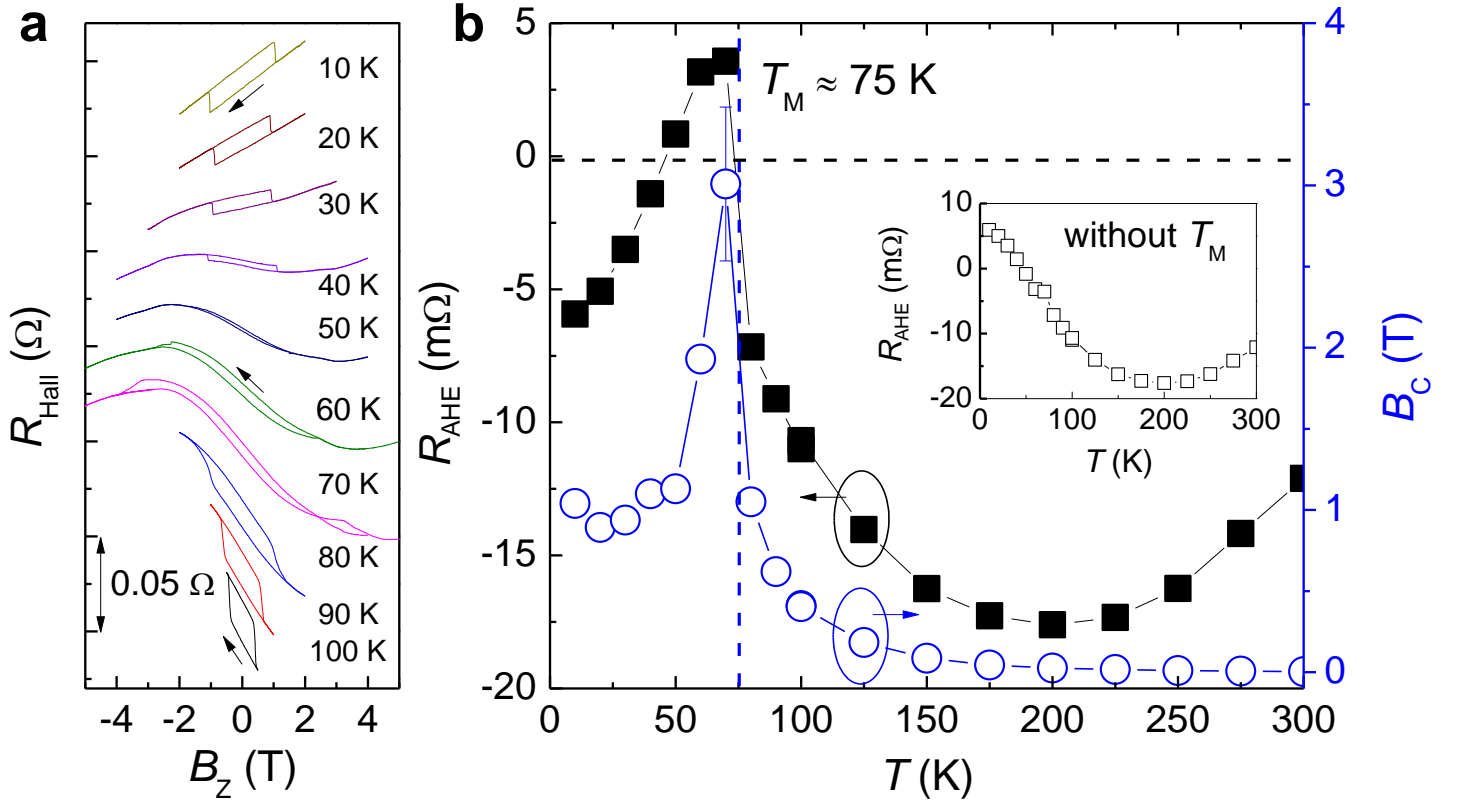 a
10 K
20 K
30 K
40 K
50 K
60 K
70 K
80 K
90 K
100 K
0.05 Ω
R_Hall (Ω)
-4 -2 0 2 4
B_Z (T)
b
5
0
-5
-10
-15
-20
R_AHE (mΩ)
T_M ≈ 75 K
4
3
2
1
0
B_C (T)
0 50 100 150 200 250 300
T (K)
without T_M
10
0
-10
-20
R_AHE (mΩ)
0 100 200 300
T (K)